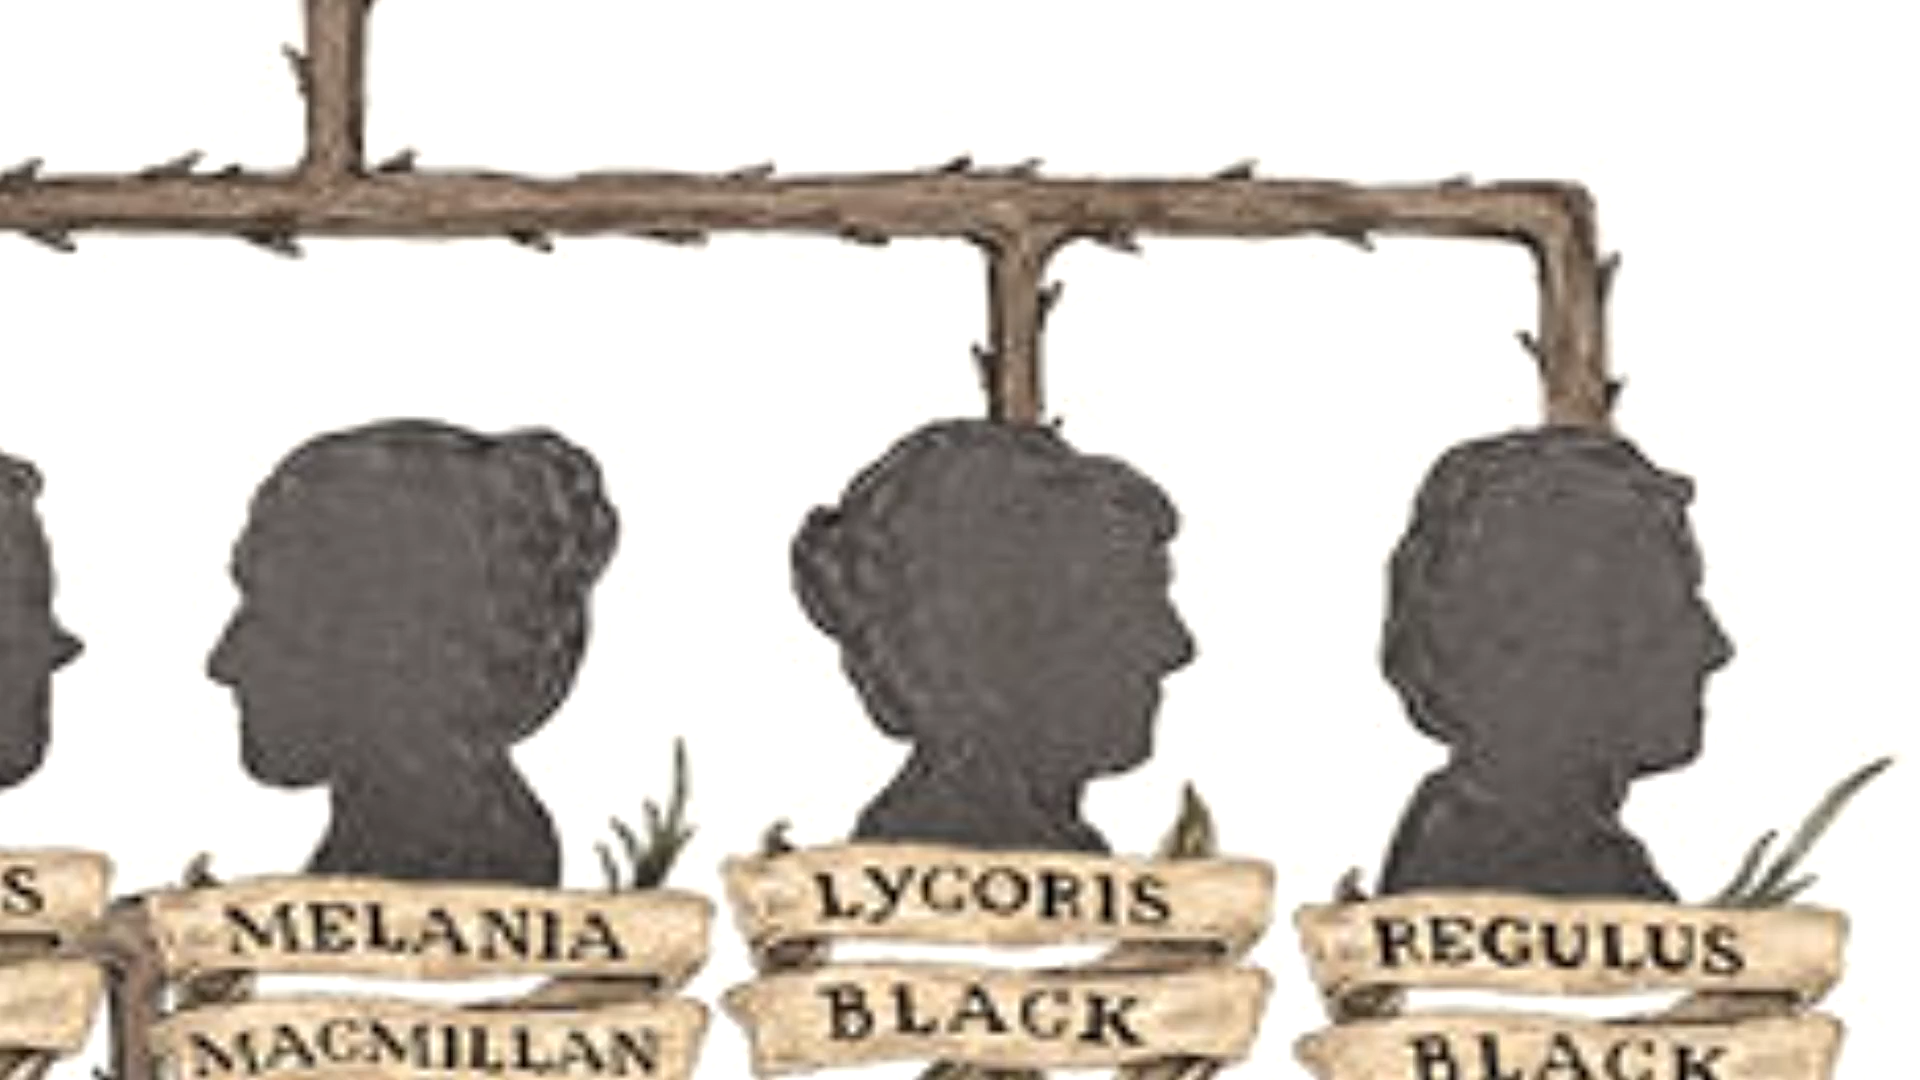 S
MELANIA
MACMILLAN
LYCORIS
BLACK
REGULUS
BLACK